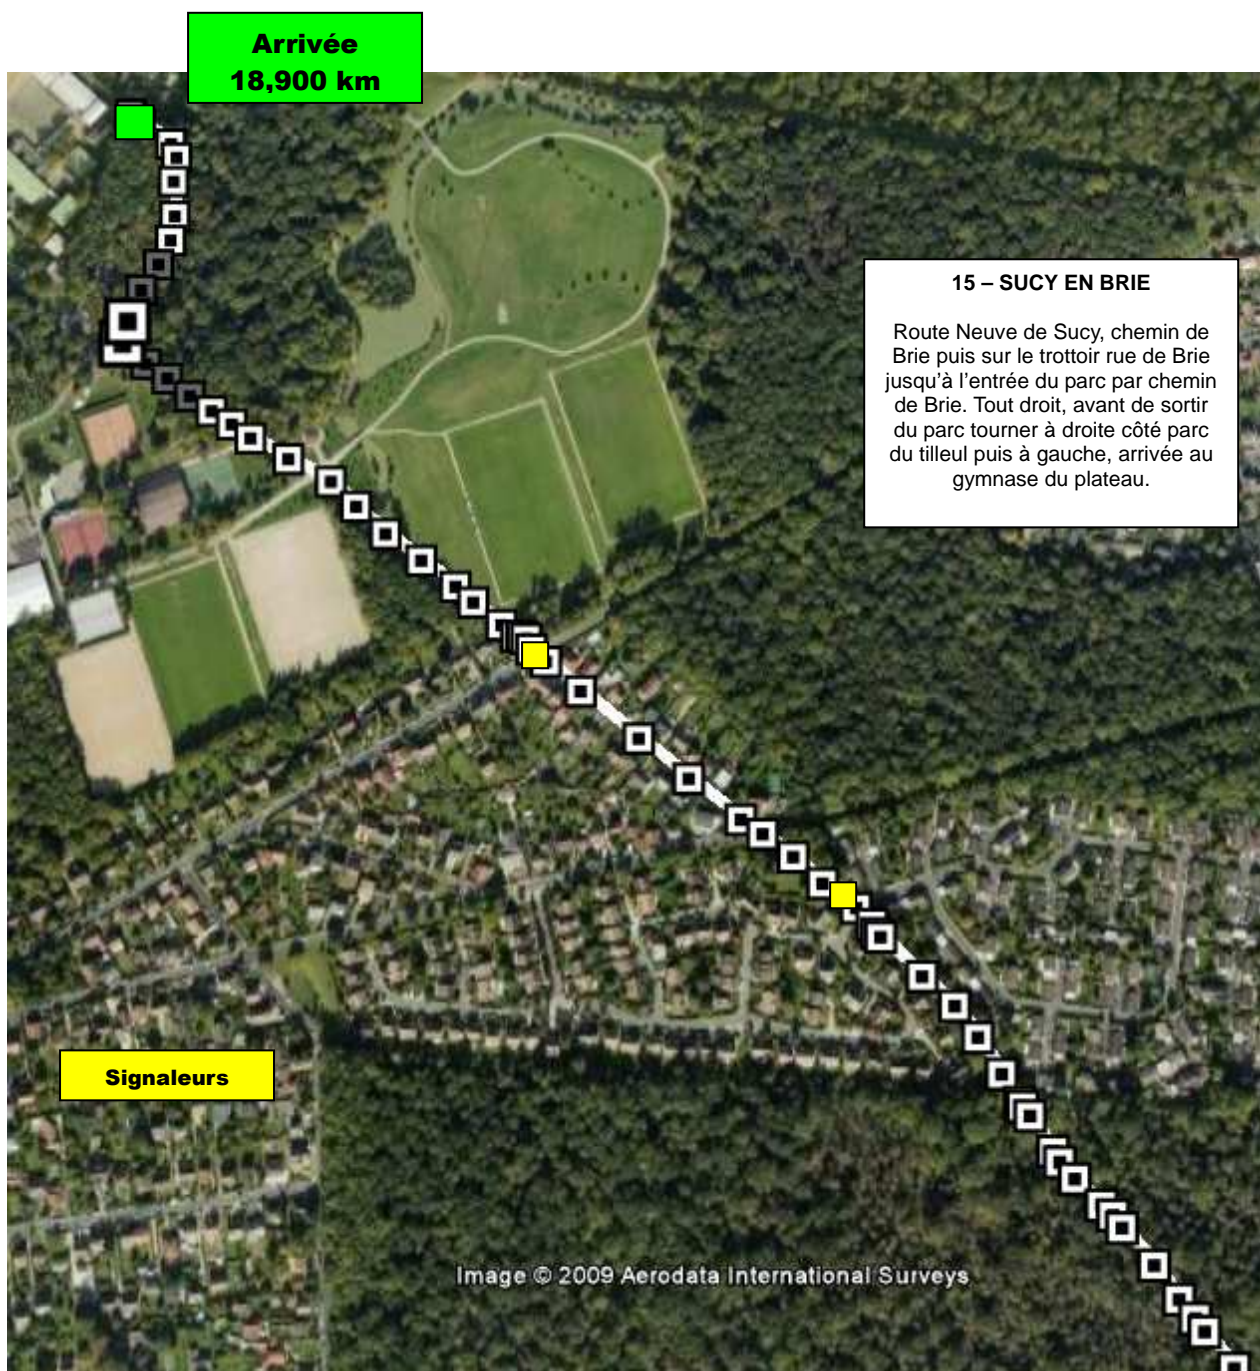 Arrivée
18,900 km
15 – SUCY EN BRIE
Route Neuve de Sucy, chemin de
Brie puis sur le trottoir rue de Brie
jusqu’à l’entrée du parc par chemin
de Brie. Tout droit, avant de sortir
du parc tourner à droite côté parc
du tilleul puis à gauche, arrivée au
gymnase du plateau.
Signaleurs
Image © 2009 Aerodata International Surveys